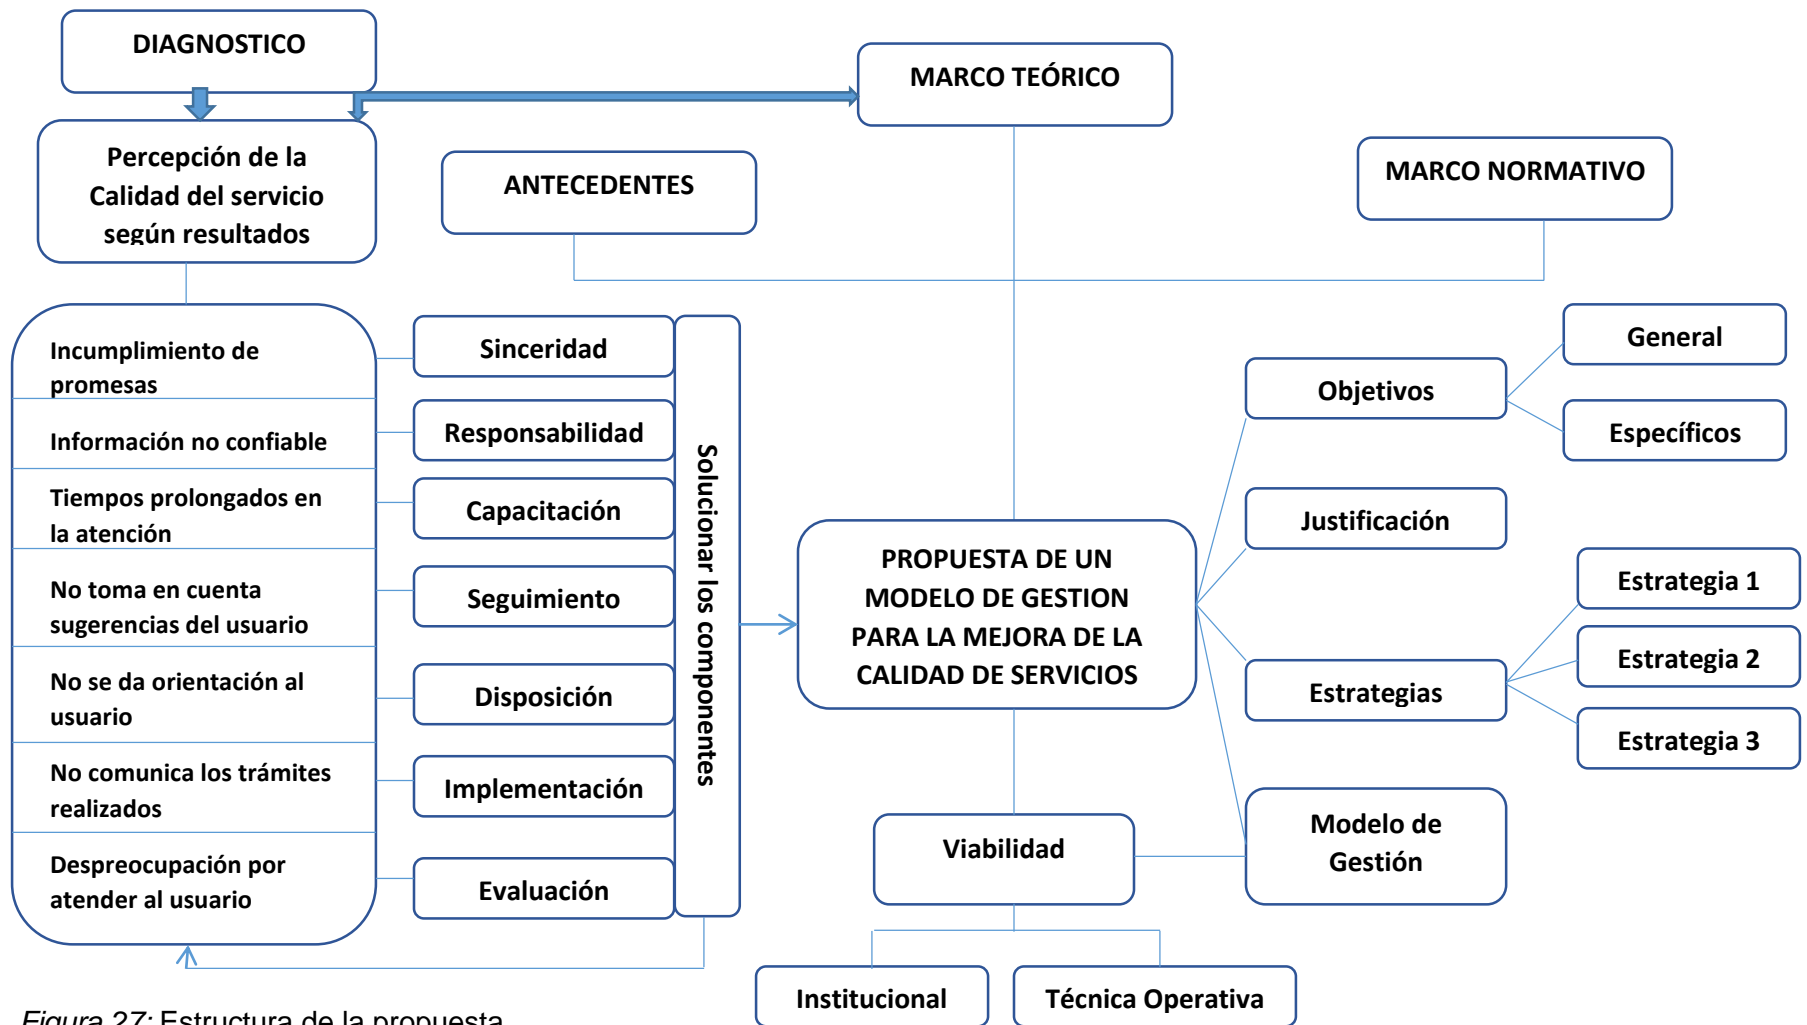 DIAGNOSTICO
MARCO TEÓRICO
Percepción de la
Calidad del servicio
según resultados
ANTECEDENTES
MARCO NORMATIVO
Incumplimiento de
promesas
Información no confiable
Tiempos prolongados en
la atención
No toma en cuenta
sugerencias del usuario
No se da orientación al
usuario
No comunica los trámites
realizados
Despreocupación por
atender al usuario
Sinceridad
Responsabilidad
Capacitación
Seguimiento
Disposición
Implementación
Evaluación
Solucionar los componentes
PROPUESTA DE UN
MODELO DE GESTION
PARA LA MEJORA DE LA
CALIDAD DE SERVICIOS
Objetivos
General
Específicos
Justificación
Estrategias
Estrategia 1
Estrategia 2
Estrategia 3
Modelo de
Gestión
Viabilidad
Institucional
Técnica Operativa
Figura 27: Estructura de la propuesta